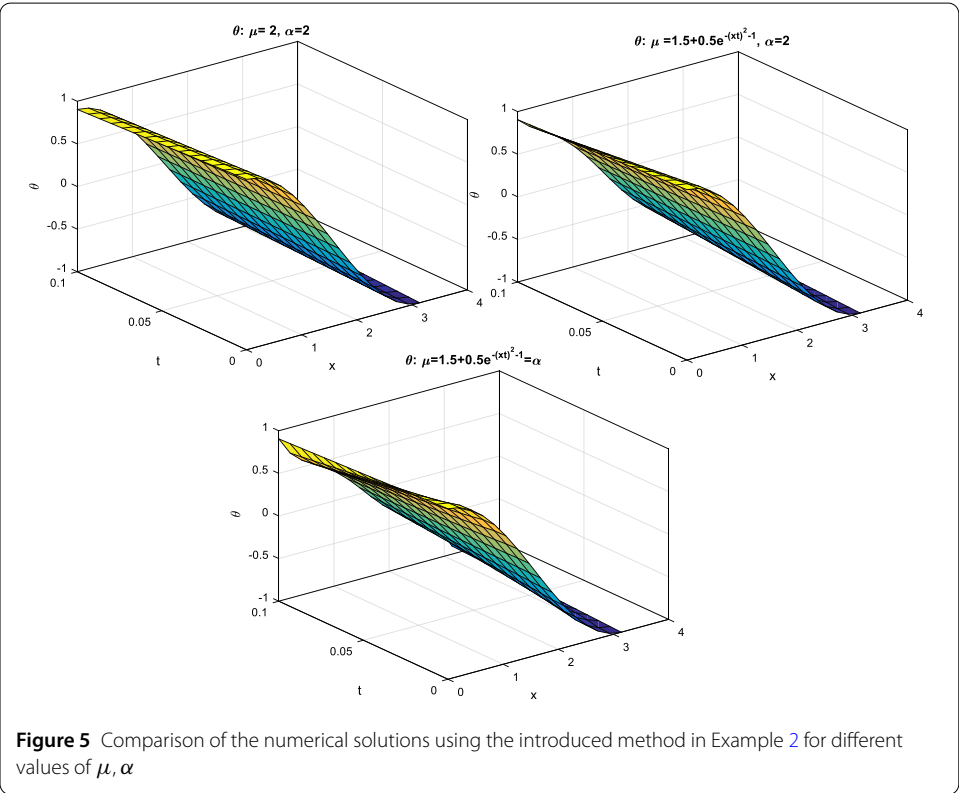 θ: μ= 2, α=2
1
0.5
0
-0.5
-1
θ
0.1
0.05
0
t
0
1
2
3
4
x
θ: μ =1.5+0.5e^{-(xt)^2-1}, α=2
1
0.5
0
-0.5
-1
θ
0.1
0.05
0
t
0
1
2
3
4
x
θ: μ=1.5+0.5e^{-(xt)^2-1}=α
1
0.5
0
-0.5
-1
θ
0.1
0.05
0
t
0
1
2
3
4
x
Figure 5 Comparison of the numerical solutions using the introduced method in Example 2 for different
values of μ, α